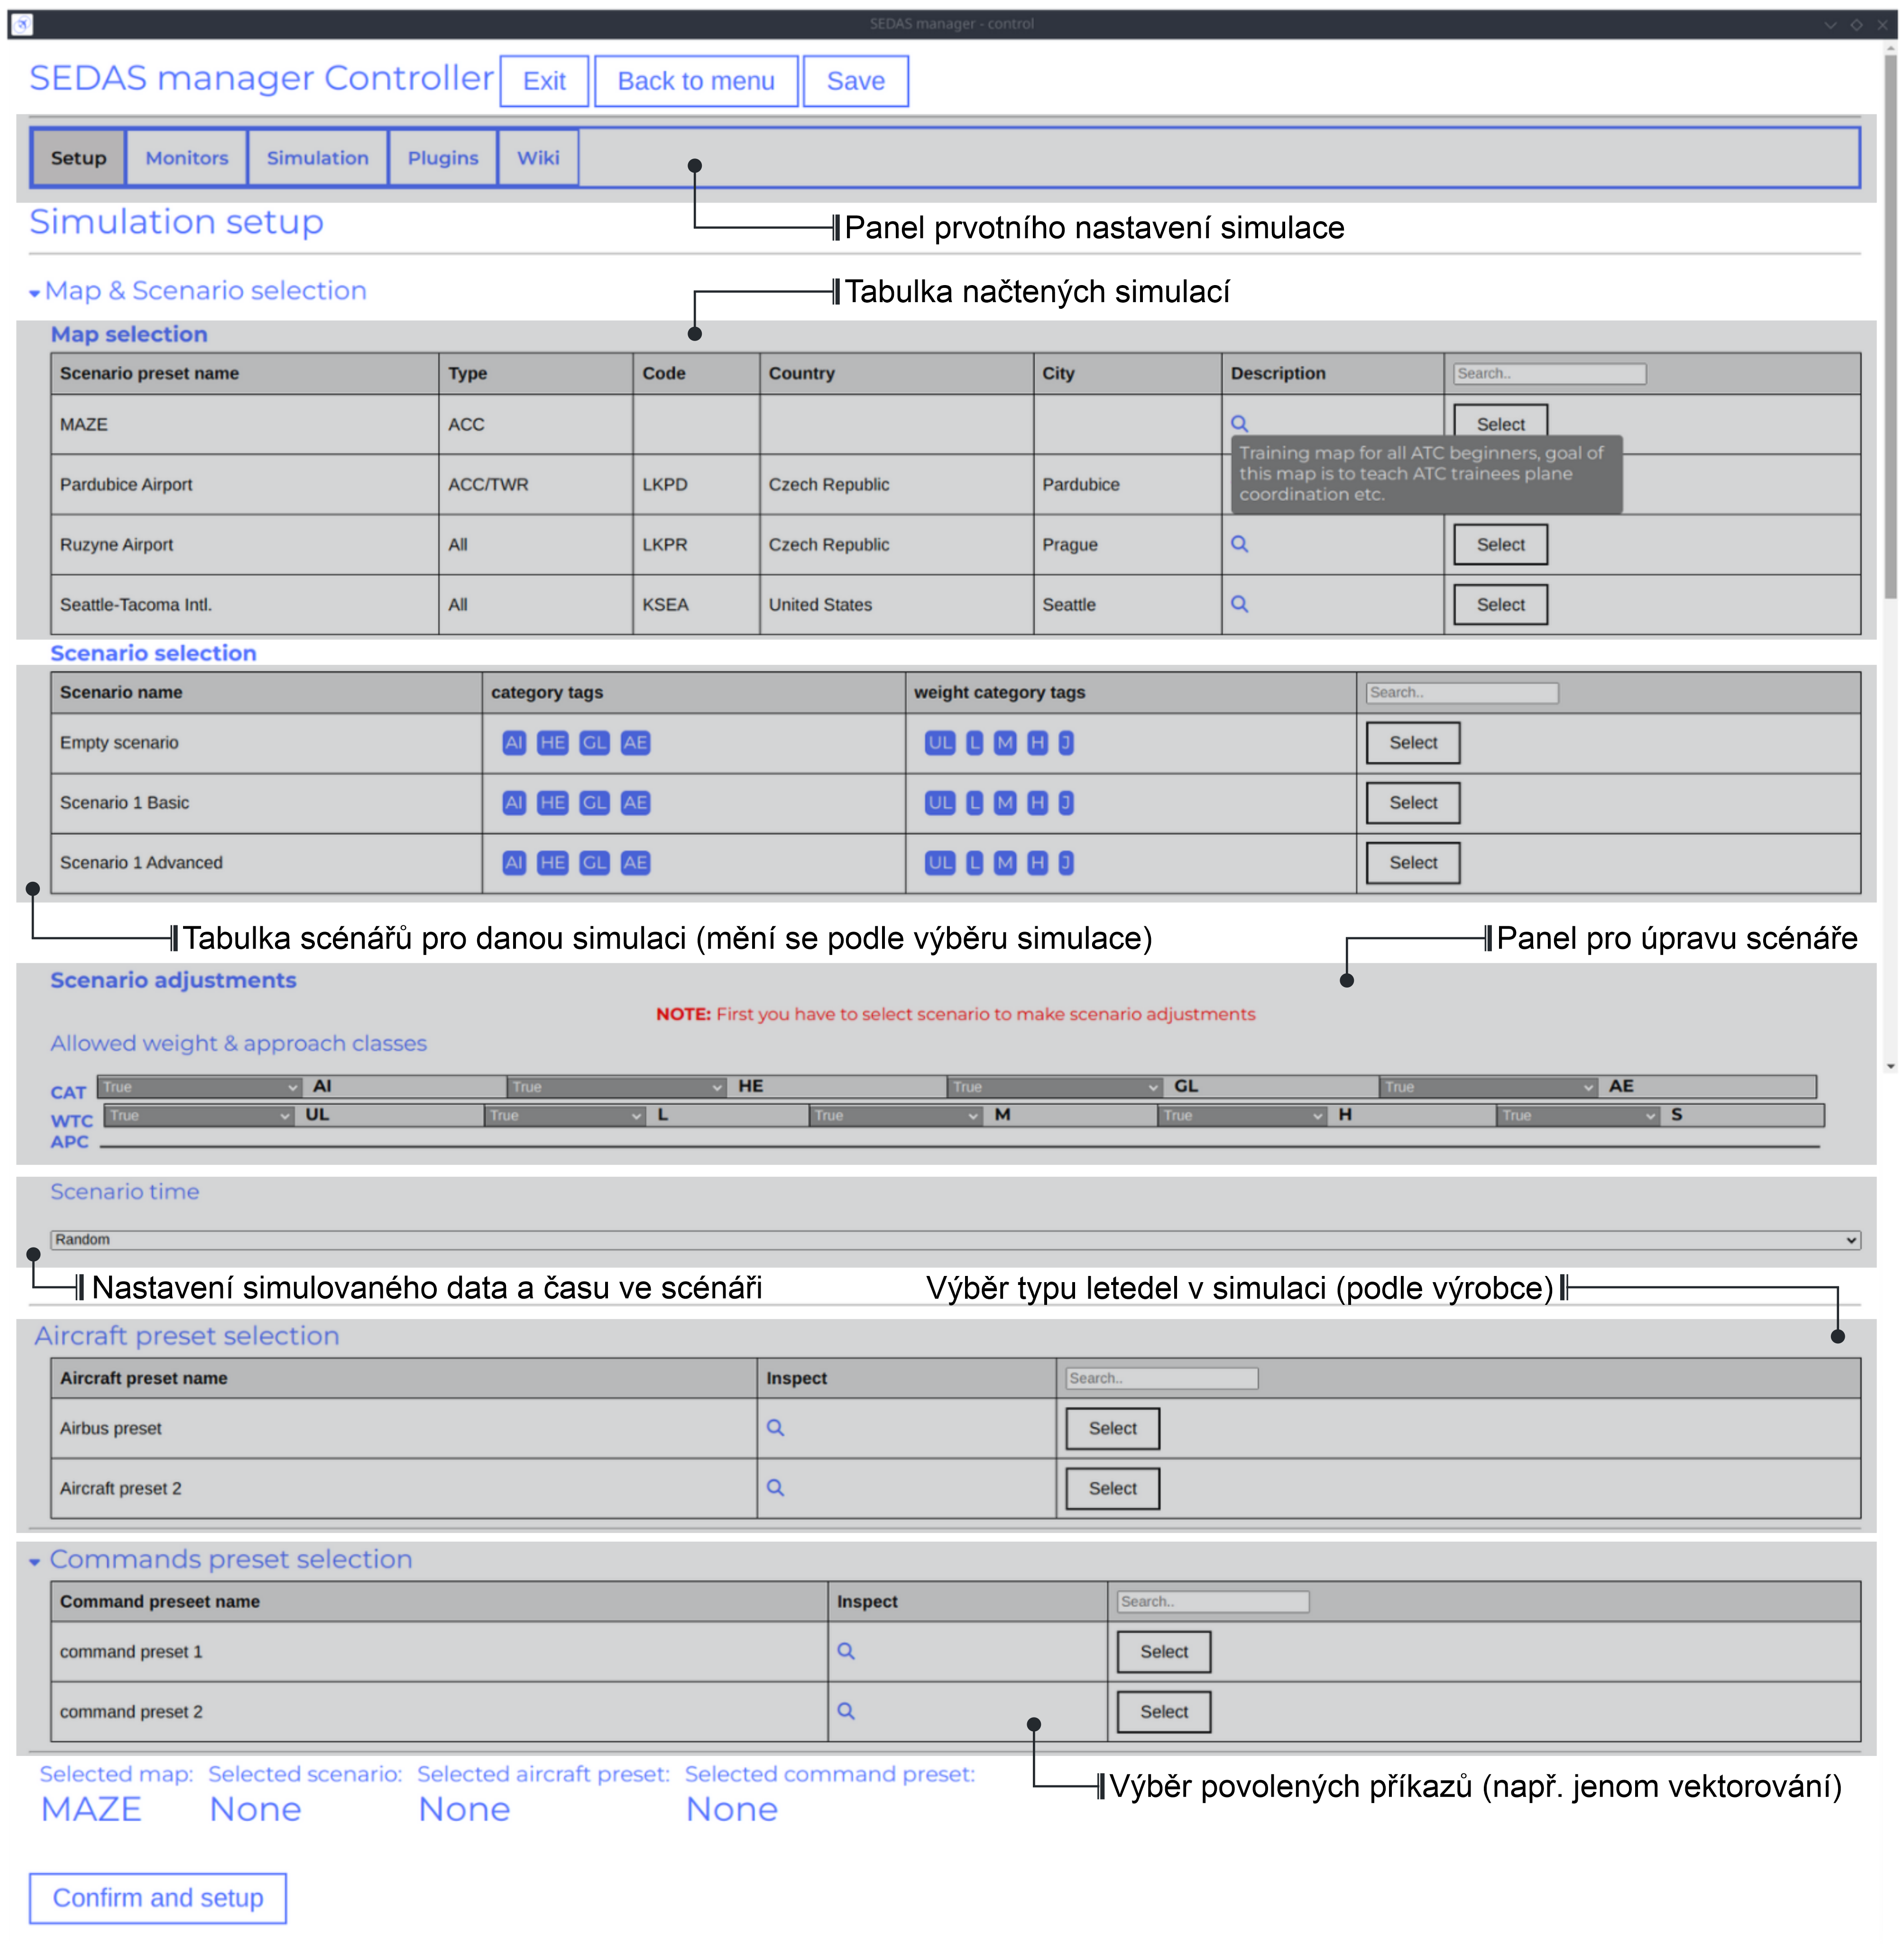 SEDAS manager - control
SEDAS manager Controller Exit Back to menu Save
Setup Monitors Simulation Plugins Wiki
Simulation setup
Panel prvotního nastavení simulace
Map & Scenario selection
Tabulka načtených simulací
Map selection
Scenario preset name Type Code Country City Description Search..
MAZE ACC Select
Training map for all ATC beginners, goal of
this map is to teach ATC trainees plane
coordination etc.
Pardubice Airport ACC/TWR LKPD Czech Republic Pardubice
Ruzyne Airport All LKPR Czech Republic Prague Select
Seattle-Tacoma Intl. All KSEA United States Seattle Select
Scenario selection
Scenario name category tags weight category tags Search..
Empty scenario AI HE GL AE UL L M H J Select
Scenario 1 Basic AI HE GL AE UL L M H J Select
Scenario 1 Advanced AI HE GL AE UL L M H J Select
Tabulka scénářů pro danou simulaci (mění se podle výběru simulace)
Panel pro úpravu scénáře
Scenario adjustments
NOTE: First you have to select scenario to make scenario adjustments
Allowed weight & approach classes
CAT True AI True HE True GL True AE
WTC True UL True L True M True H True S
APC
Scenario time
Random
Nastavení simulovaného data a času ve scénáři
Výběr typu letedel v simulaci (podle výrobce)
Aircraft preset selection
Aircraft preset name Inspect Search..
Airbus preset Select
Aircraft preset 2 Select
Commands preset selection
Command preseet name Inspect Search..
command preset 1 Select
command preset 2 Select
Selected map: Selected scenario: Selected aircraft preset: Selected command preset:
MAZE None None None
Výběr povolených příkazů (např. jenom vektorování)
Confirm and setup